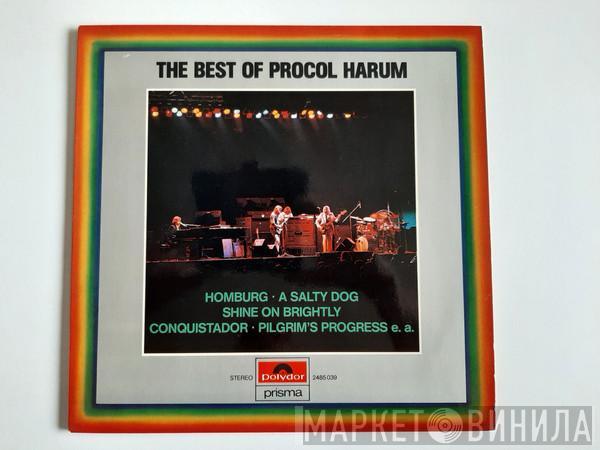 THE BEST OF PROCOL HARUM
HOMBURG · A SALTY DOG
SHINE ON BRIGHTLY
CONQUISTADOR · PILGRIM'S PROGRESS e. a.
STEREO polydor 2485 039
prisma
МАРКЕТ ВИНИЛА